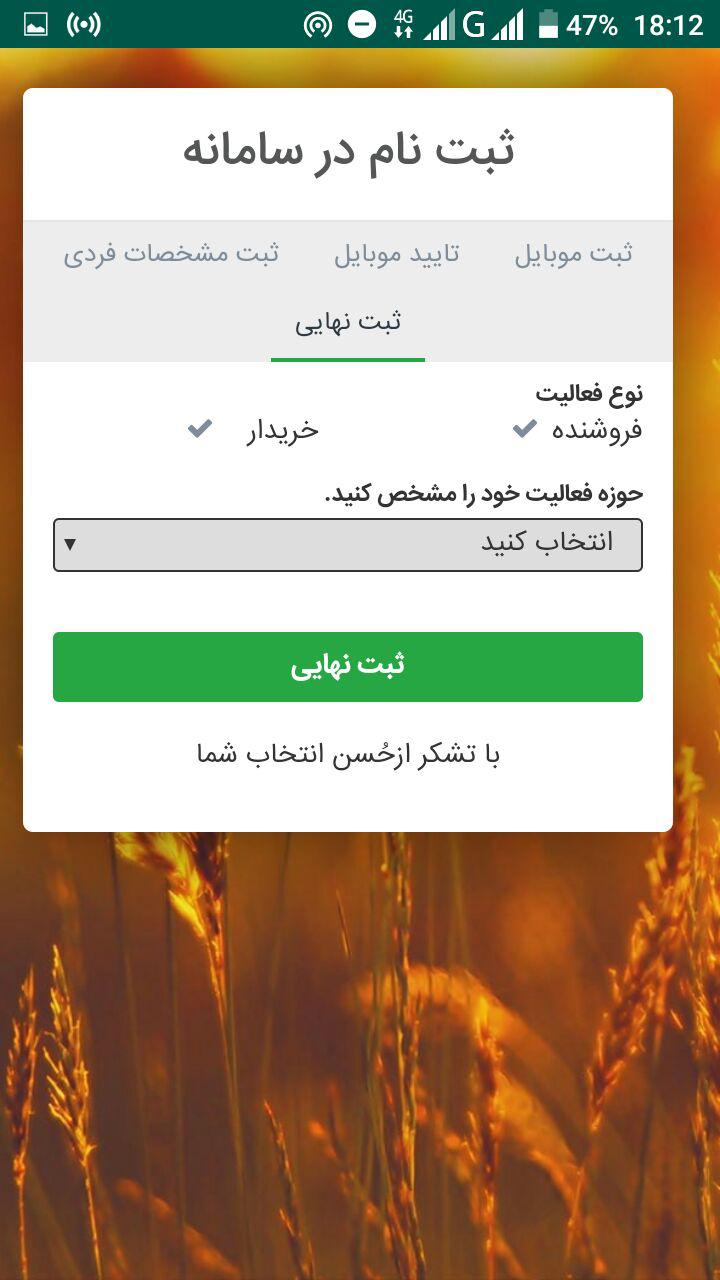 4G G 47% 18:12
ثبت نام در سامانه
ثبت موبایل تایید موبایل ثبت مشخصات فردی
ثبت نهایی
نوع فعالیت
فروشنده خریدار
حوزه فعالیت خود را مشخص کنید.
انتخاب کنید
ثبت نهایی
با تشکر ازحُسن انتخاب شما